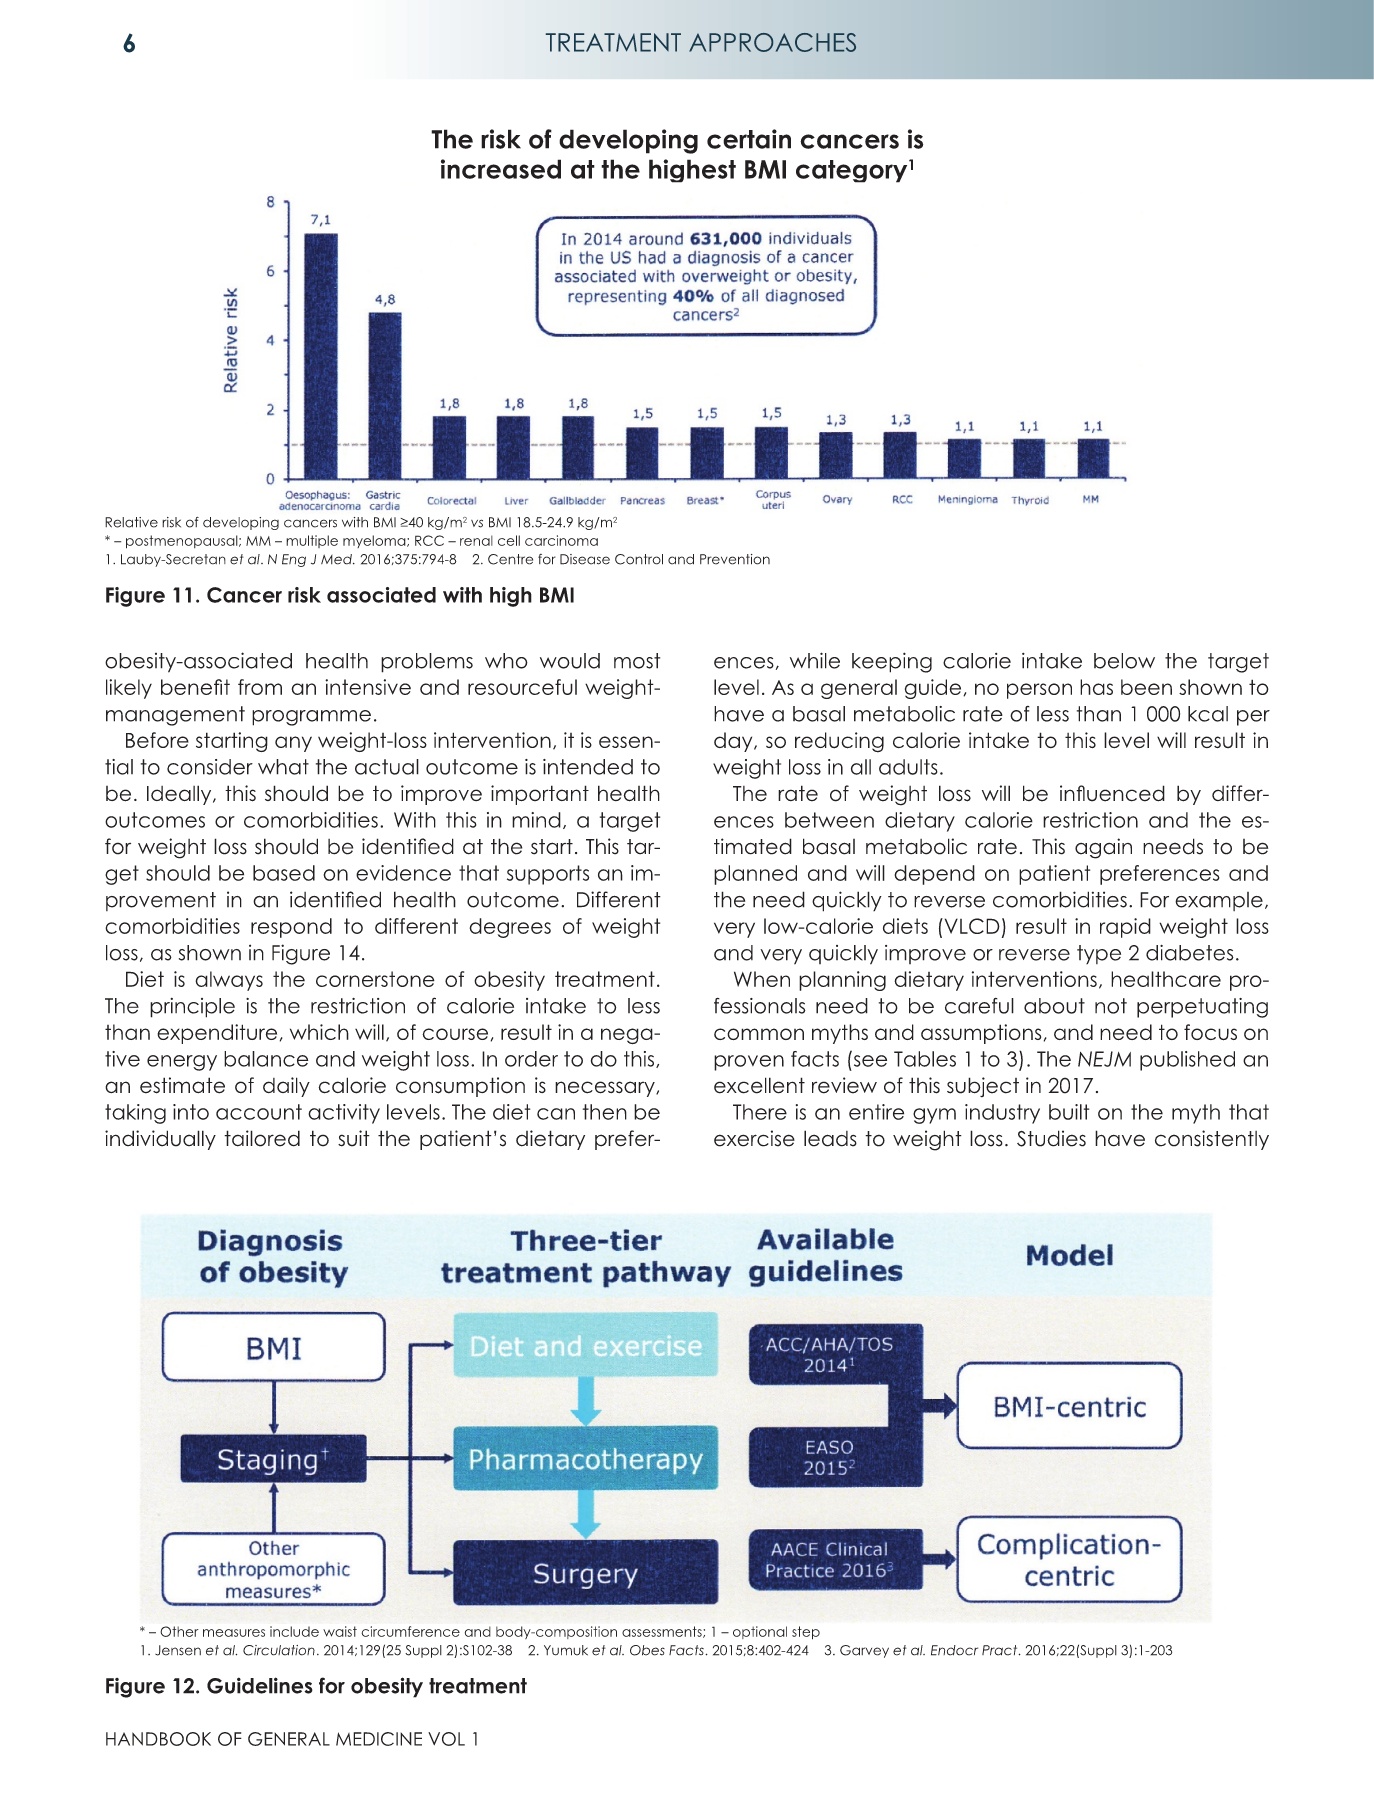 6
TREATMENT APPROACHES
The risk of developing certain cancers is
increased at the highest BMI category¹
8
7,1
6
4,8
4
2
0
Relative risk
In 2014 around 631,000 individuals
in the US had a diagnosis of a cancer
associated with overweight or obesity,
representing 40% of all diagnosed
cancers²
1,8
1,8
1,8
1,5
1,5
1,5
1,3
1,3
1,1
1,1
1,1
Oesophagus:
adenocarcinoma
Gastric
cardia
Colorectal
Liver
Gallbladder
Pancreas
Breast*
Corpus
uteri
Ovary
RCC
Meningioma
Thyroid
MM
Relative risk of developing cancers with BMI ≥40 kg/m² vs BMI 18.5-24.9 kg/m²
* – postmenopausal; MM – multiple myeloma; RCC – renal cell carcinoma
1. Lauby-Secretan et al. N Eng J Med. 2016;375:794-8 2. Centre for Disease Control and Prevention
Figure 11. Cancer risk associated with high BMI
obesity-associated health problems who would most
likely benefit from an intensive and resourceful weight-
management programme.
Before starting any weight-loss intervention, it is essen-
tial to consider what the actual outcome is intended to
be. Ideally, this should be to improve important health
outcomes or comorbidities. With this in mind, a target
for weight loss should be identified at the start. This tar-
get should be based on evidence that supports an im-
provement in an identified health outcome. Different
comorbidities respond to different degrees of weight
loss, as shown in Figure 14.
Diet is always the cornerstone of obesity treatment.
The principle is the restriction of calorie intake to less
than expenditure, which will, of course, result in a nega-
tive energy balance and weight loss. In order to do this,
an estimate of daily calorie consumption is necessary,
taking into account activity levels. The diet can then be
individually tailored to suit the patient’s dietary prefer-
ences, while keeping calorie intake below the target
level. As a general guide, no person has been shown to
have a basal metabolic rate of less than 1 000 kcal per
day, so reducing calorie intake to this level will result in
weight loss in all adults.
The rate of weight loss will be influenced by differ-
ences between dietary calorie restriction and the es-
timated basal metabolic rate. This again needs to be
planned and will depend on patient preferences and
the need quickly to reverse comorbidities. For example,
very low-calorie diets (VLCD) result in rapid weight loss
and very quickly improve or reverse type 2 diabetes.
When planning dietary interventions, healthcare pro-
fessionals need to be careful about not perpetuating
common myths and assumptions, and need to focus on
proven facts (see Tables 1 to 3). The NEJM published an
excellent review of this subject in 2017.
There is an entire gym industry built on the myth that
exercise leads to weight loss. Studies have consistently
Diagnosis
of obesity
Three-tier
treatment pathway
Available
guidelines
Model
BMI
Staging†
Other
anthropomorphic
measures*
Diet and exercise
Pharmacotherapy
Surgery
ACC/AHA/TOS
2014¹
EASO
2015²
AACE Clinical
Practice 2016³
BMI-centric
Complication-
centric
* – Other measures include waist circumference and body-composition assessments; 1 – optional step
1. Jensen et al. Circulation. 2014;129(25 Suppl 2):S102-38 2. Yumuk et al. Obes Facts. 2015;8:402-424 3. Garvey et al. Endocr Pract. 2016;22(Suppl 3):1-203
Figure 12. Guidelines for obesity treatment
HANDBOOK OF GENERAL MEDICINE VOL 1